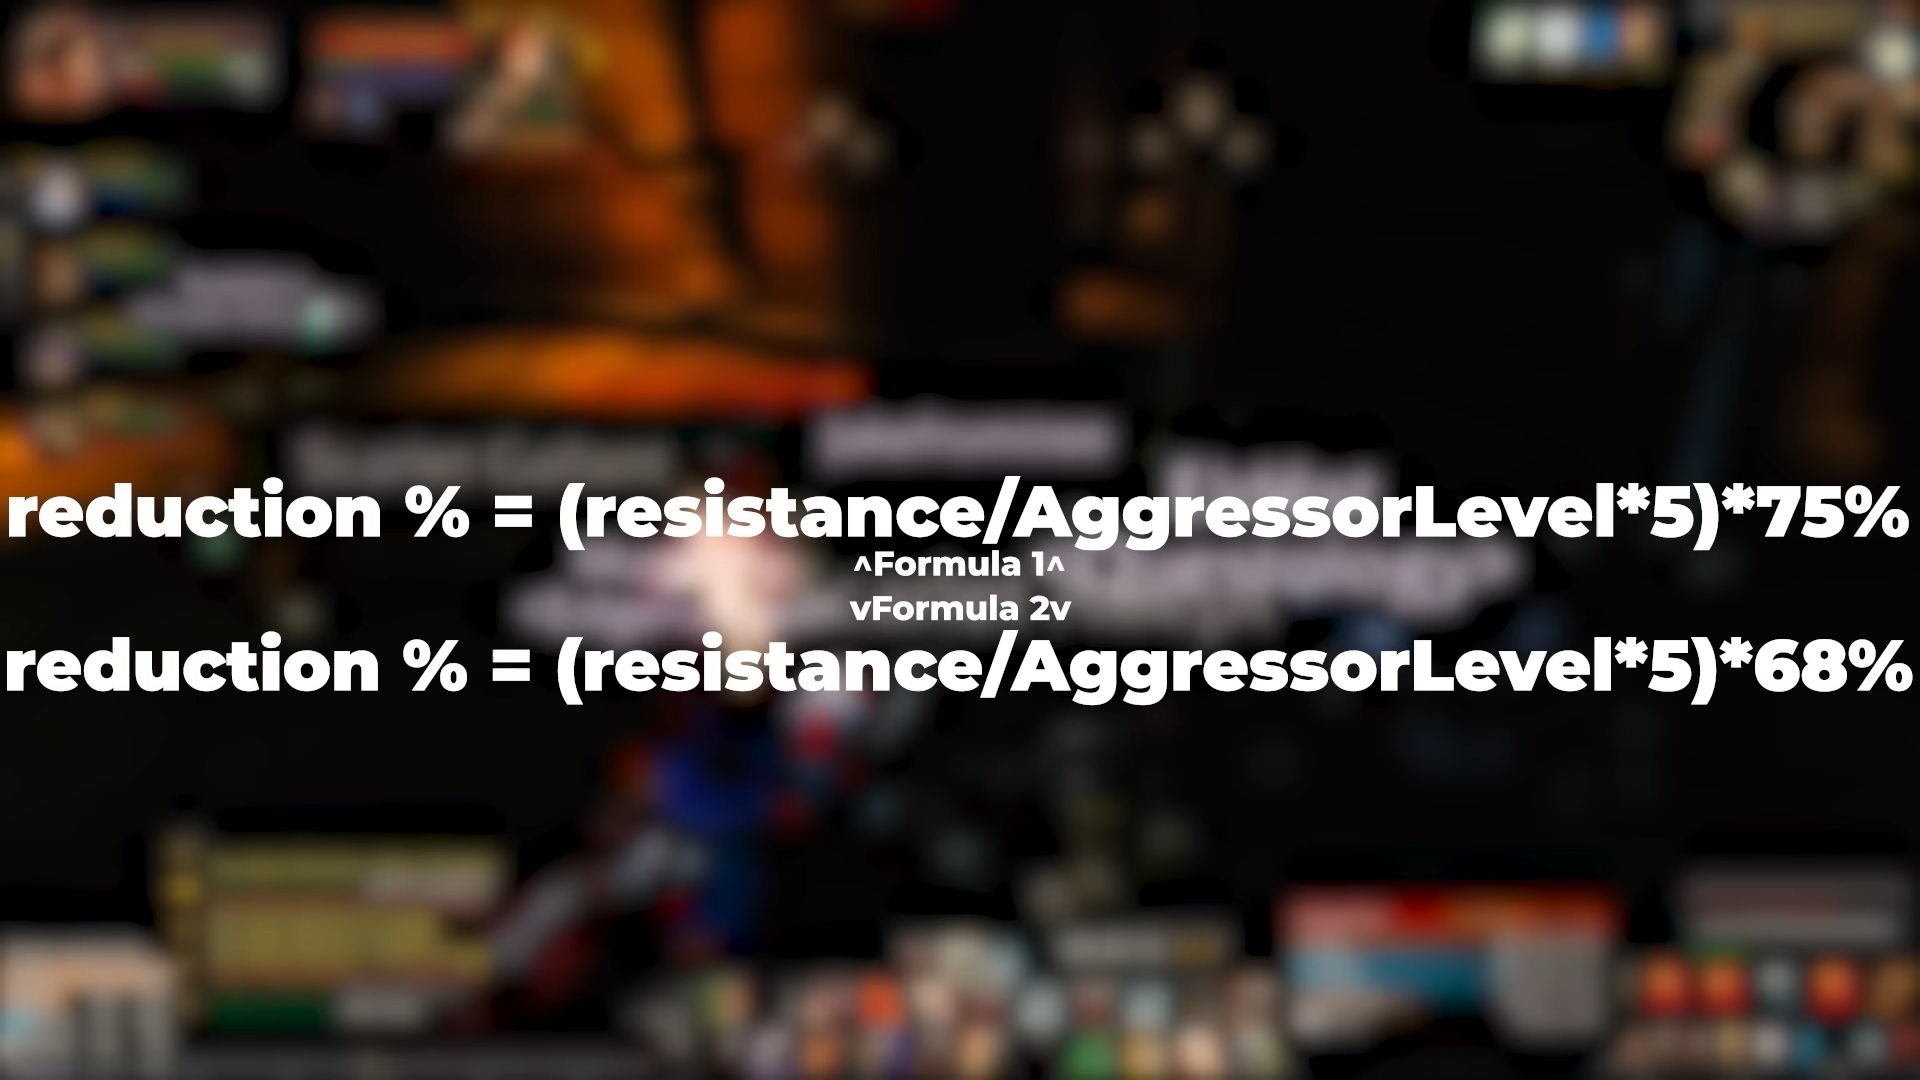 reduction % = (resistance/AggressorLevel*5)*75%
^Formula 1^
vFormula 2v
reduction % = (resistance/AggressorLevel*5)*68%